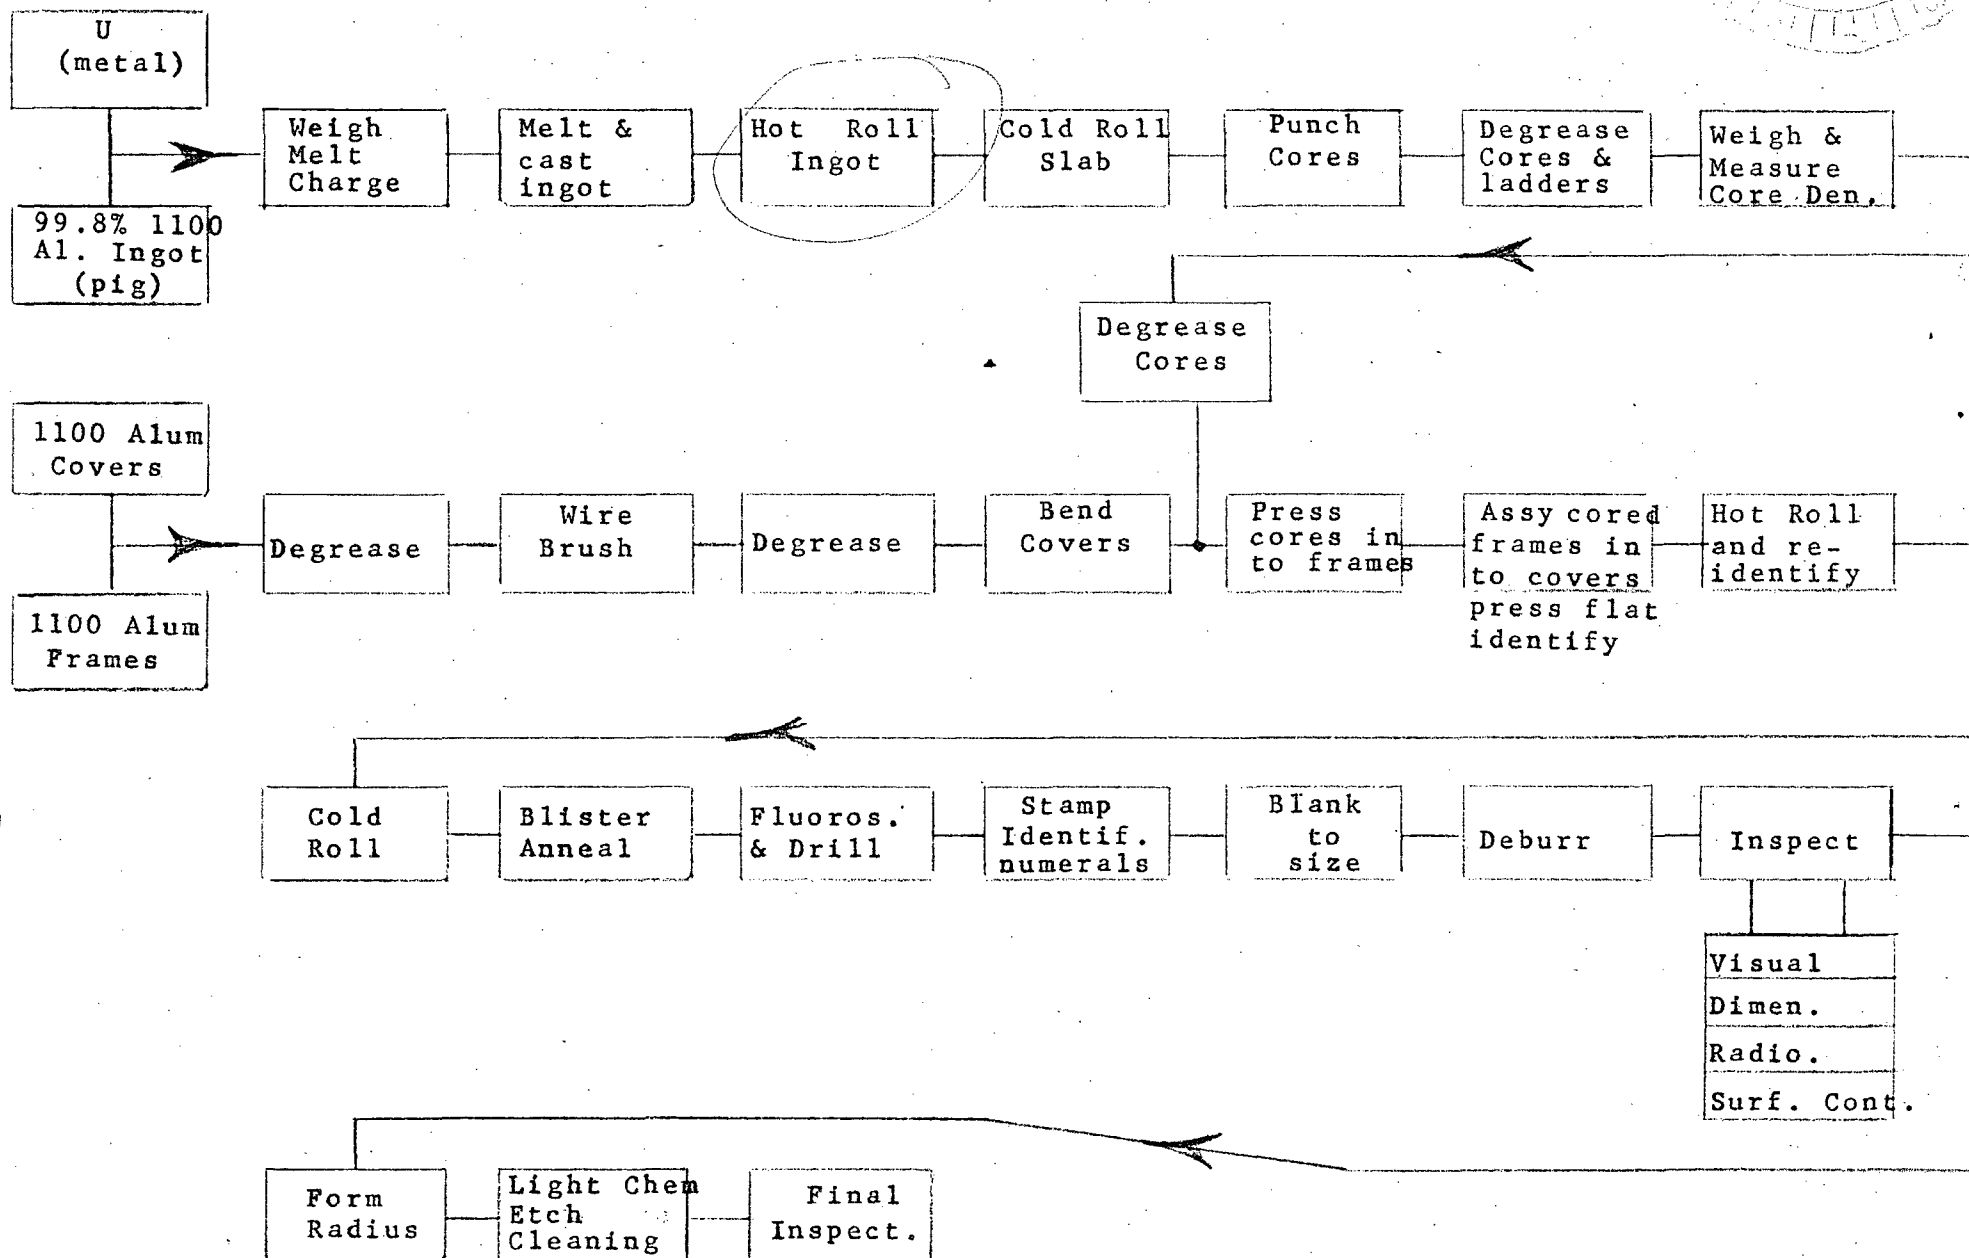 U
(metal)
Weigh
Melt
Charge
Melt &
cast
ingot
Hot Roll
Ingot
Cold Roll
Slab
Punch
Cores
Degrease
Cores &
ladders
Weigh &
Measure
Core Den.
99.8% 1100
Al. Ingot
(pig)
Degrease
Cores
1100 Alum
Covers
Degrease
Wire
Brush
Degrease
Bend
Covers
Press
cores in
to frames
Assy cored
frames in
to covers
press flat
identify
Hot Roll
and re-
identify
1100 Alum
Frames
Cold
Roll
Blister
Anneal
Fluoros.
& Drill
Stamp
Identif.
numerals
Blank
to
size
Deburr
Inspect
Visual
Dimen.
Radio.
Surf. Cont.
Form
Radius
Light Chem
Etch
Cleaning
Final
Inspect.